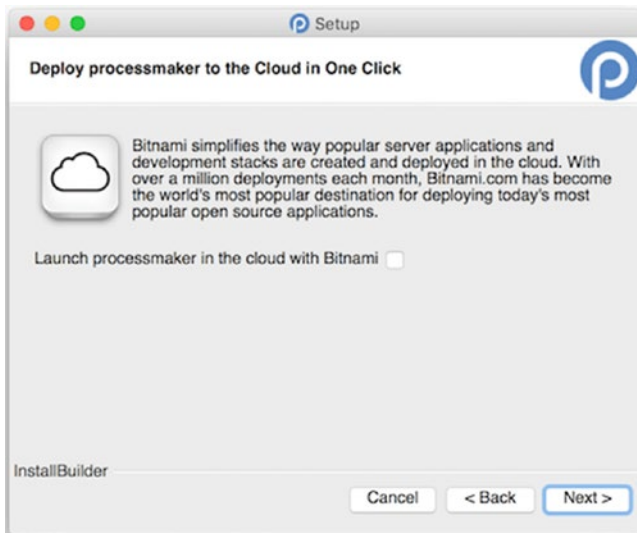 Setup
Deploy processmaker to the Cloud in One Click
Bitnami simplifies the way popular server applications and
development stacks are created and deployed in the cloud. With
over a million deployments each month, Bitnami.com has become
the world's most popular destination for deploying today's most
popular open source applications.
Launch processmaker in the cloud with Bitnami
InstallBuilder
Cancel
< Back
Next >